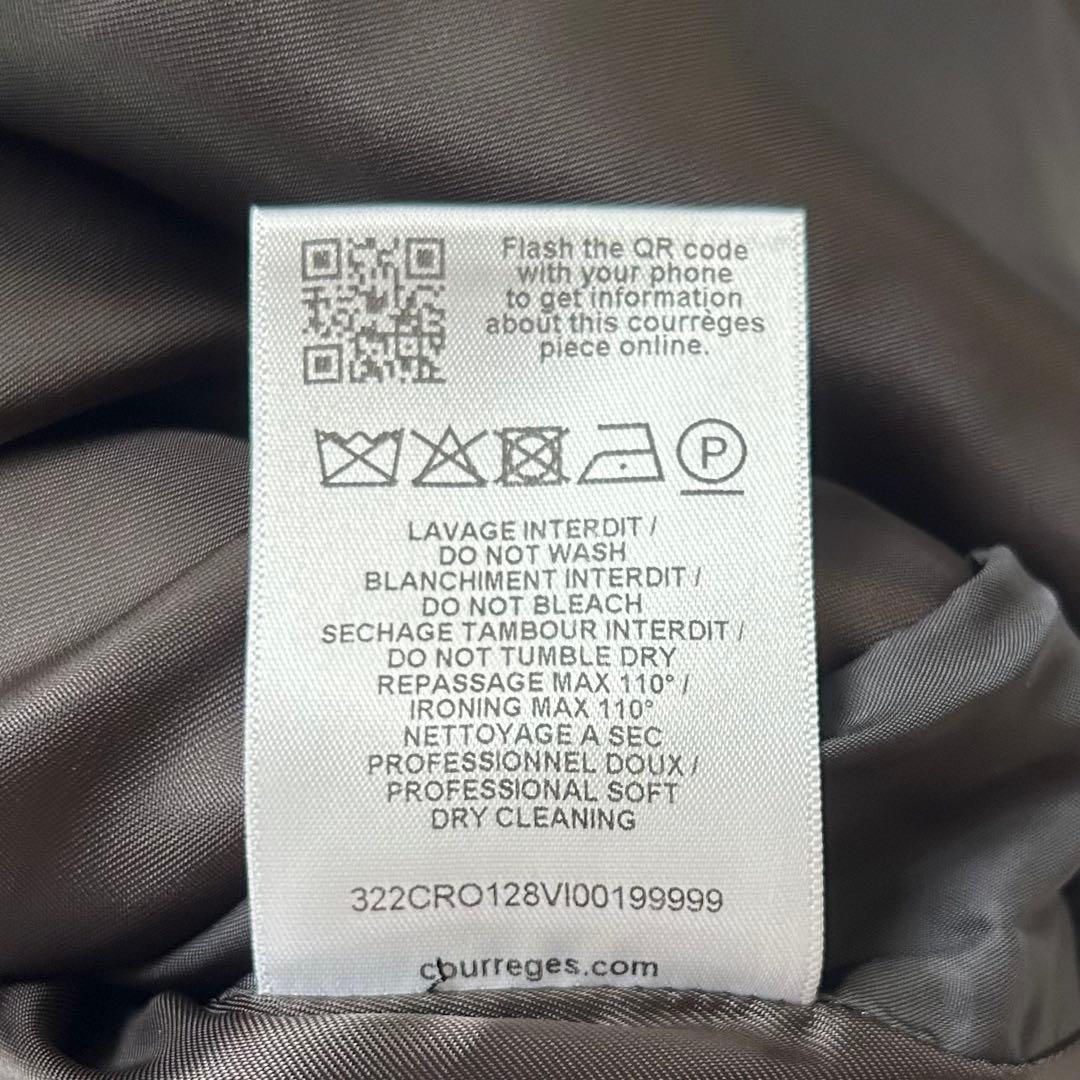 Flash the QR code
with your phone
to get information
about this courrèges
piece online.
P
LAVAGE INTERDIT /
DO NOT WASH
BLANCHIMENT INTERDIT /
DO NOT BLEACH
SECHAGE TAMBOUR INTERDIT /
DO NOT TUMBLE DRY
REPASSAGE MAX 110° /
IRONING MAX 110°
NETTOYAGE A SEC
PROFESSIONNEL DOUX /
PROFESSIONAL SOFT
DRY CLEANING
322CRO128VI00199999
courreges.com